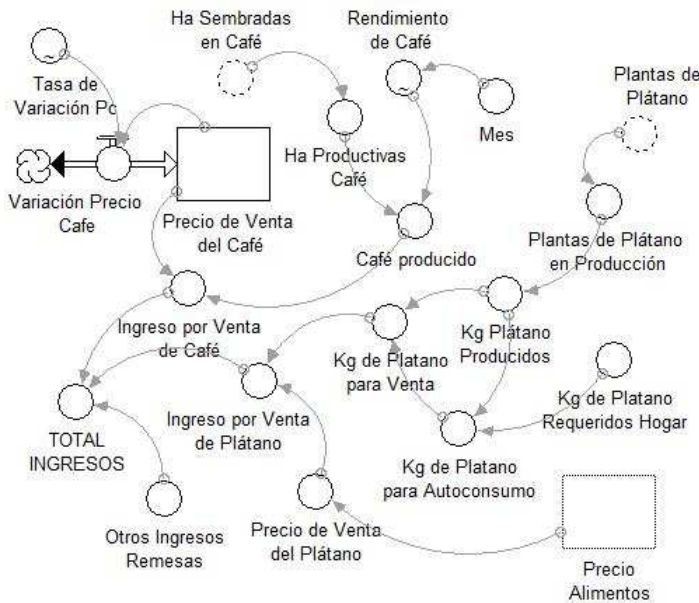 Ha Sembradas
en Café
Rendimiento
de Café
Tasa de
Variación Pc
Plantas de
Plátano
Mes
Ha Productivas
Café
Variación Precio
Cafe
Precio de Venta
del Café
Café producido
Plantas de Plátano
en Producción
Ingreso por Venta
de Café
Kg de Platano
para Venta
Kg Plátano
Producidos
Ingreso por Venta
de Plátano
Kg de Platano
Requeridos Hogar
TOTAL
INGRESOS
Kg de Platano
para Autoconsumo
Otros Ingresos
Remesas
Precio de Venta
del Plátano
Precio
Alimentos